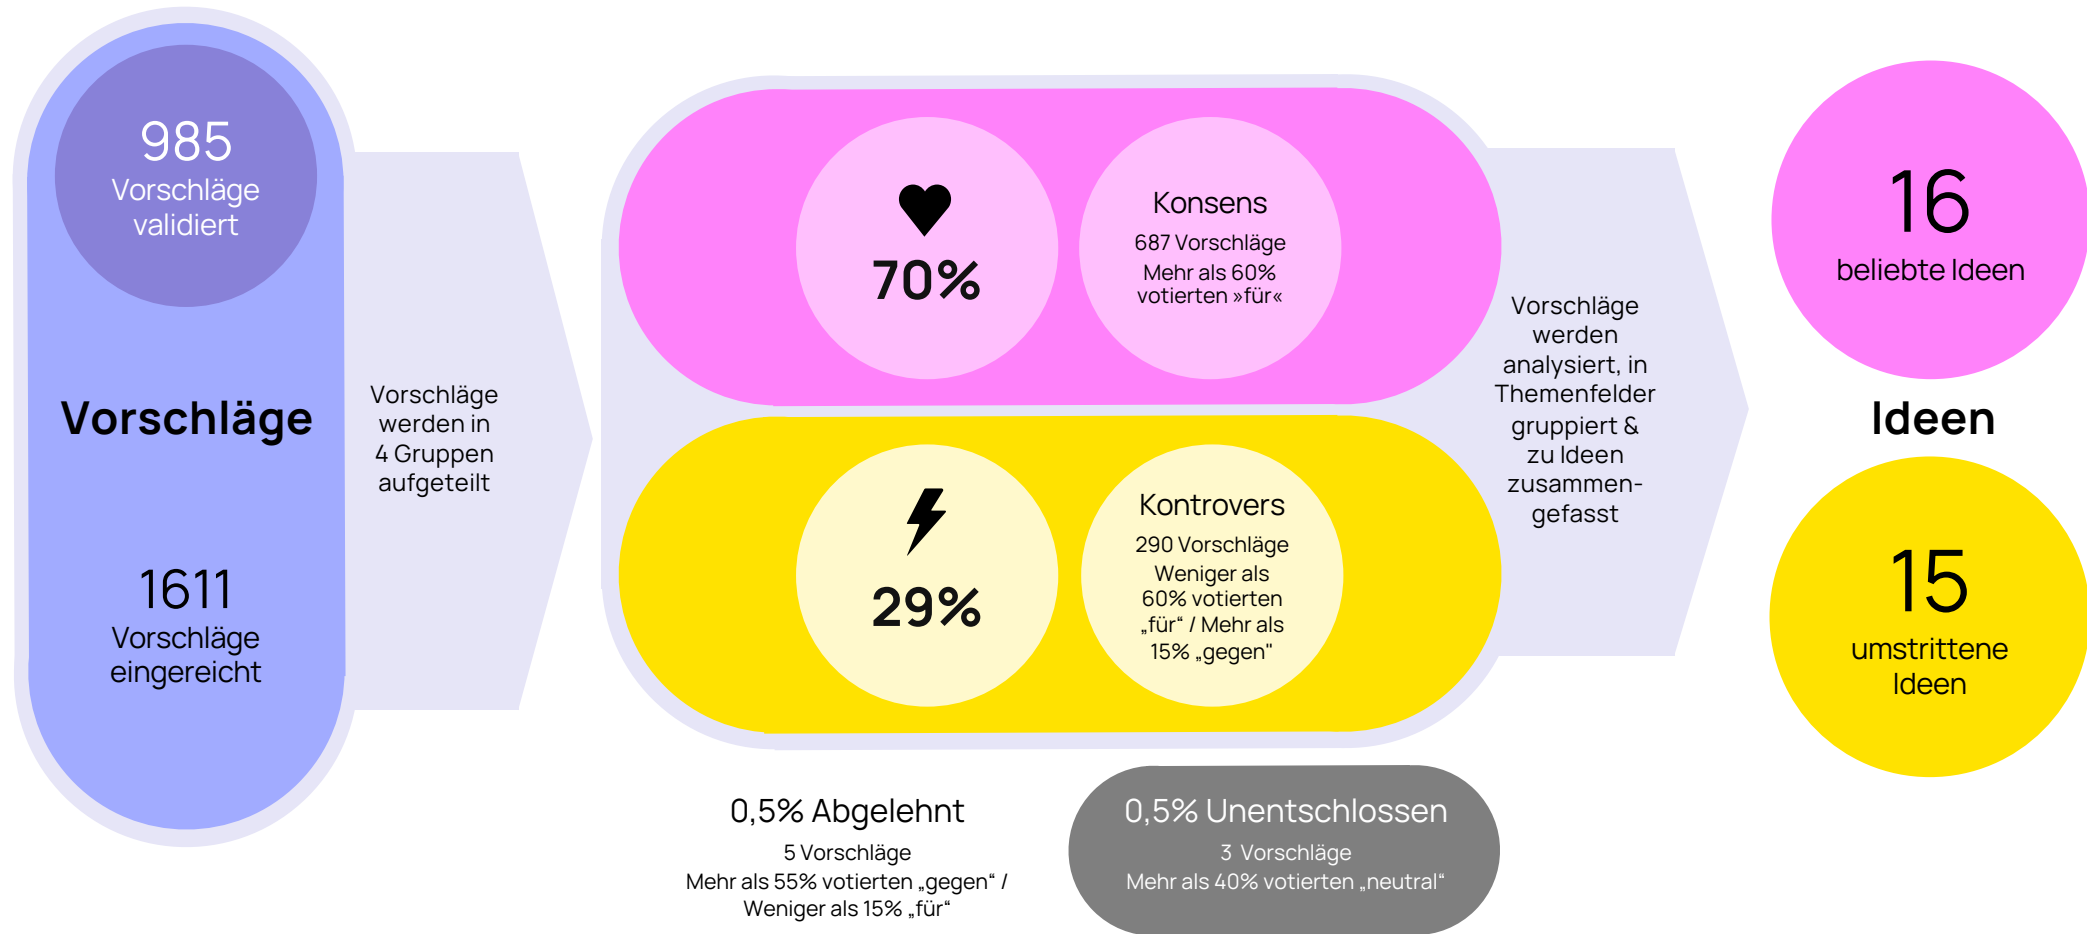 985
Vorschläge
validiert
Vorschläge
1611
Vorschläge
eingereicht
Vorschläge
werden in
4 Gruppen
aufgeteilt
70%
Konsens
687 Vorschläge
Mehr als 60%
votierten »für«
29%
Kontrovers
290 Vorschläge
Weniger als
60% votierten
„für“ / Mehr als
15% „gegen"
0,5% Abgelehnt
5 Vorschläge
Mehr als 55% votierten „gegen“ /
Weniger als 15% „für“
0,5% Unentschlossen
3 Vorschläge
Mehr als 40% votierten „neutral“
Vorschläge
werden
analysiert, in
Themenfelder
gruppiert &
zu Ideen
zusammen-
gefasst
16
beliebte Ideen
Ideen
15
umstrittene
Ideen